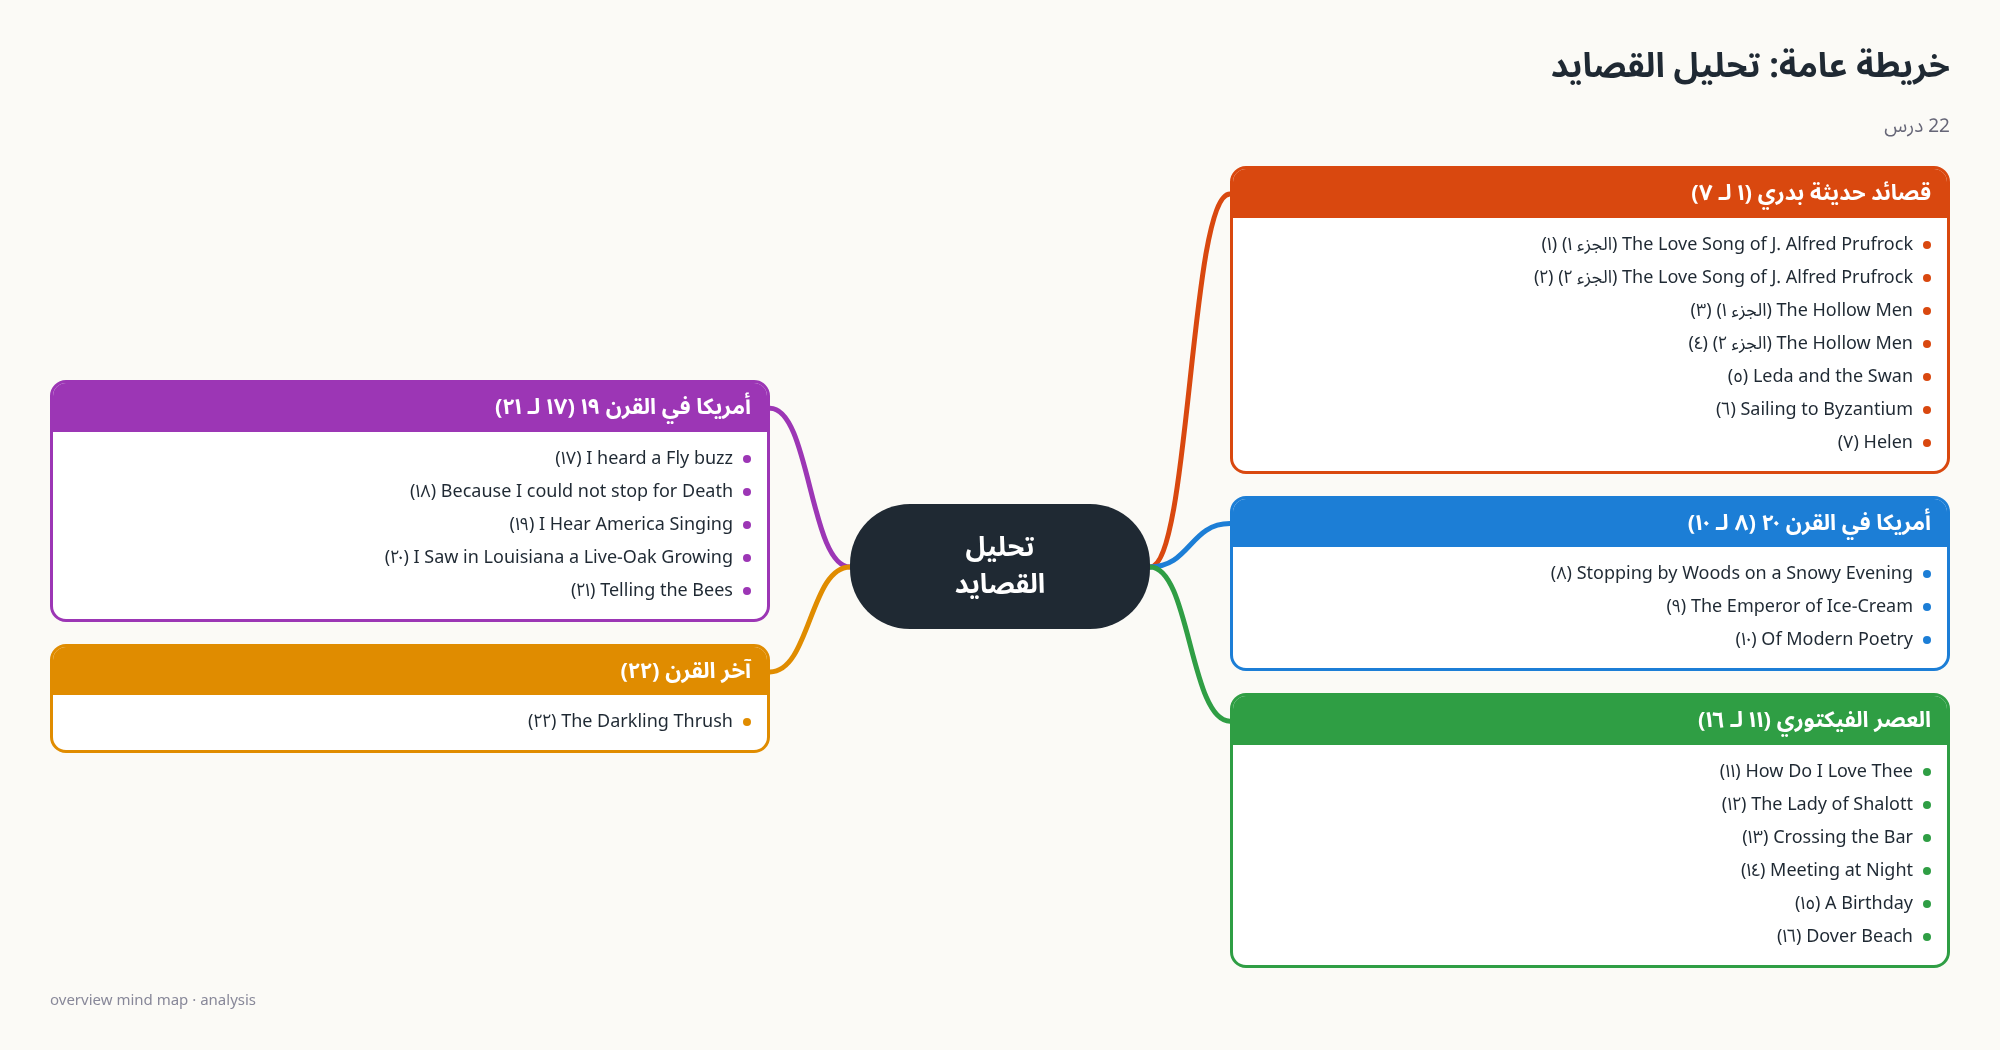 خريطة عامة: تحليل القصايد
22 درس
قصائد حديثة بدري (١ لـ ٧)
The Love Song of J. Alfred Prufrock (الجزء ١) (١)
The Love Song of J. Alfred Prufrock (الجزء ٢) (٢)
The Hollow Men (الجزء ١) (٣)
The Hollow Men (الجزء ٢) (٤)
Leda and the Swan (٥)
Sailing to Byzantium (٦)
Helen (٧)
أمريكا في القرن ٢٠ (٨ لـ ١٠)
Stopping by Woods on a Snowy Evening (٨)
The Emperor of Ice-Cream (٩)
Of Modern Poetry (١٠)
العصر الفيكتوري (١١ لـ ١٦)
How Do I Love Thee (١١)
The Lady of Shalott (١٢)
Crossing the Bar (١٣)
Meeting at Night (١٤)
A Birthday (١٥)
Dover Beach (١٦)
تحليل
القصايد
أمريكا في القرن ١٩ (١٧ لـ ٢١)
I heard a Fly buzz (١٧)
Because I could not stop for Death (١٨)
I Hear America Singing (١٩)
I Saw in Louisiana a Live-Oak Growing (٢٠)
Telling the Bees (٢١)
آخر القرن (٢٢)
The Darkling Thrush (٢٢)
overview mind map · analysis